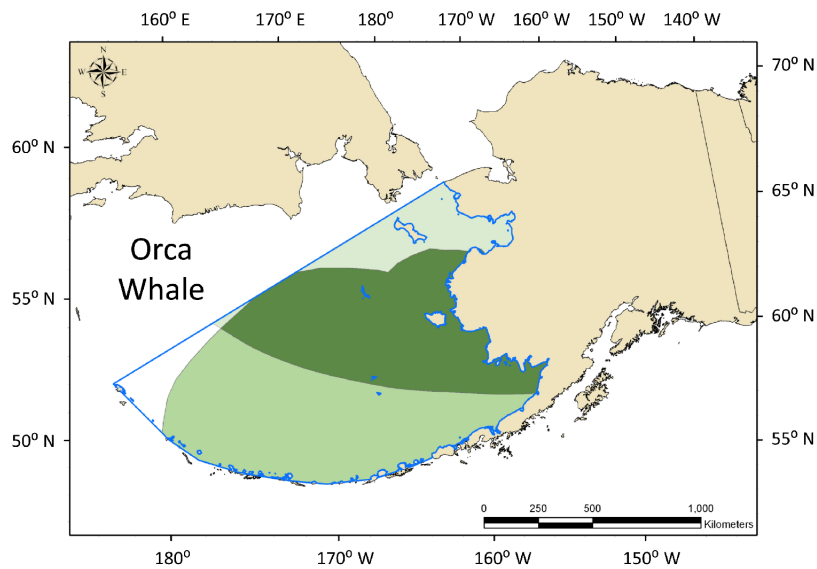 160° E 170° E 180° 170° W 160° W 150° W 140° W
N
W E
S
70° N
60° N
65° N
Orca
Whale
55° N
60° N
50° N
55° N
0 250 500 1,000
Kilometers
180° 170° W 160° W 150° W